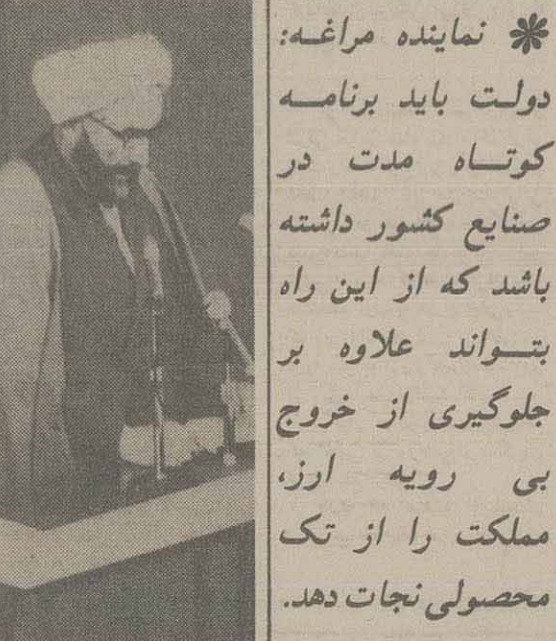 ❋ نماینده مراغه:
دولت باید برنامه
کوتاه مدت در
صنایع کشور داشته
باشد که از این راه
بتواند علاوه بر
جلوگیری از خروج
بی رویه ارز،
مملکت را از تک
محصولی نجات دهد.